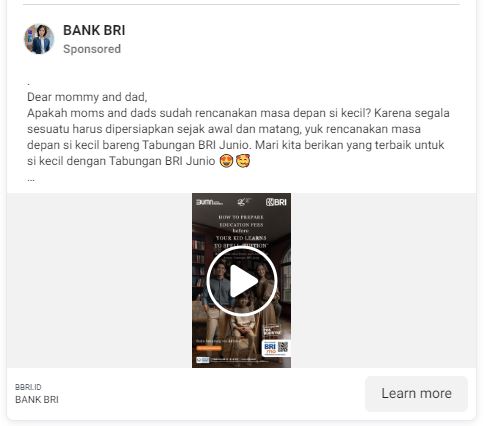 BANK BRI
Sponsored
.
Dear mommy and dad,
Apakah moms and dads sudah rencanakan masa depan si kecil? Karena segala
sesuatu harus dipersiapkan sejak awal dan matang, yuk rencanakan masa
depan si kecil bareng Tabungan BRI Junio. Mari kita berikan yang terbaik untuk
si kecil dengan Tabungan BRI Junio 😍🥰
...
BUMN
BRI
HOW TO PREPARE
EDUCATION FEES
before
YOUR KID LEARNS
TO SPELL "TUITION"
BRI
mo
BBRI.ID
BANK BRI
Learn more